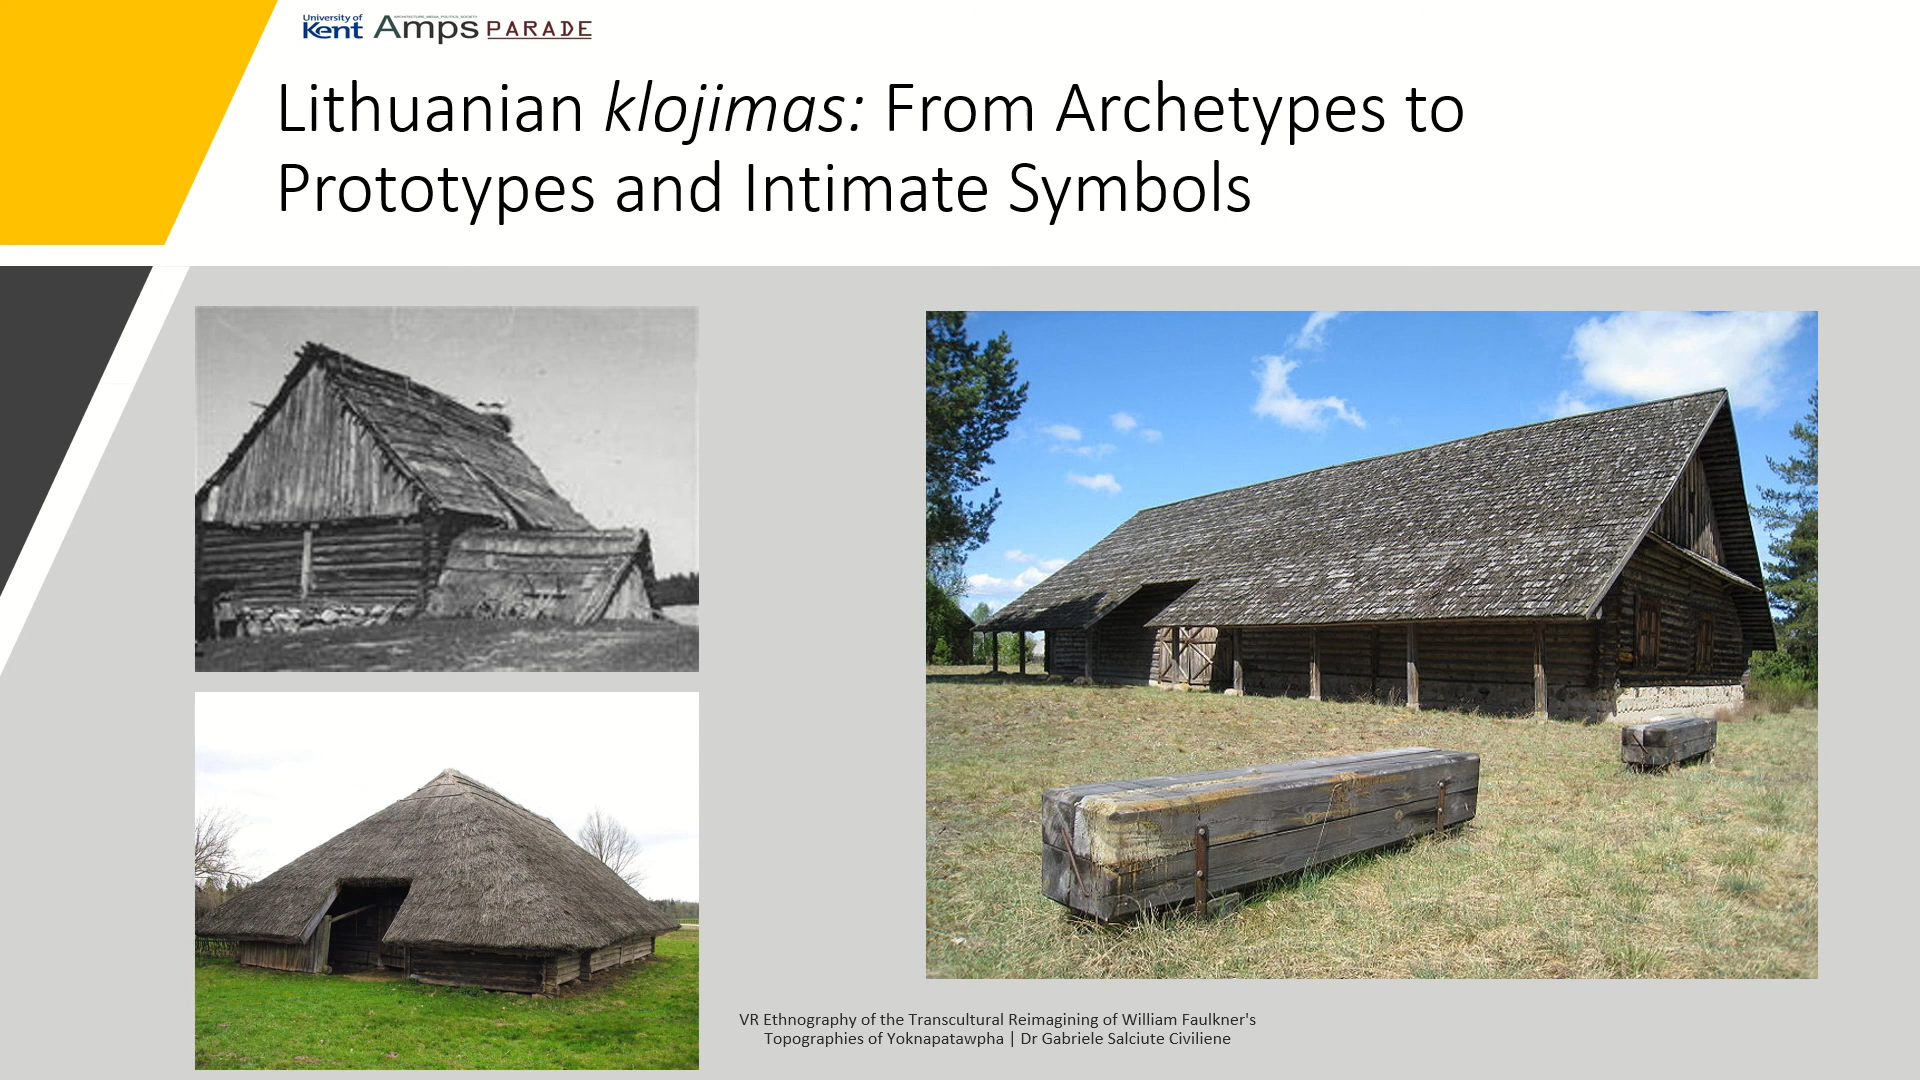 University of
Kent Amps PARADE
ARCHITECTURE_MEDIA_POLITICS_SOCIETY
Lithuanian klojimas: From Archetypes to
Prototypes and Intimate Symbols
VR Ethnography of the Transcultural Reimagining of William Faulkner's
Topographies of Yoknapatawpha | Dr Gabriele Salciute Civiliene